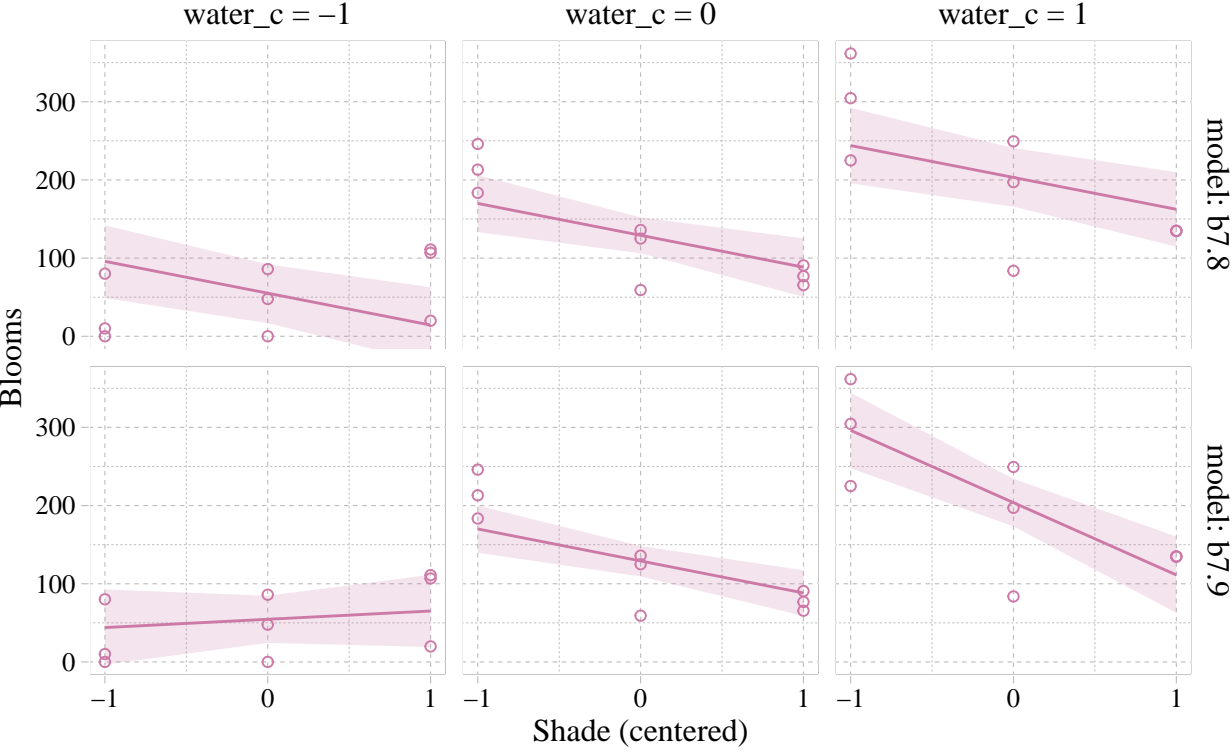 water_c = −1
water_c = 0
water_c = 1
Blooms
300
200
100
0
model: b7.8
300
200
100
0
model: b7.9
−1
0
1
−1
0
1
−1
0
1
Shade (centered)